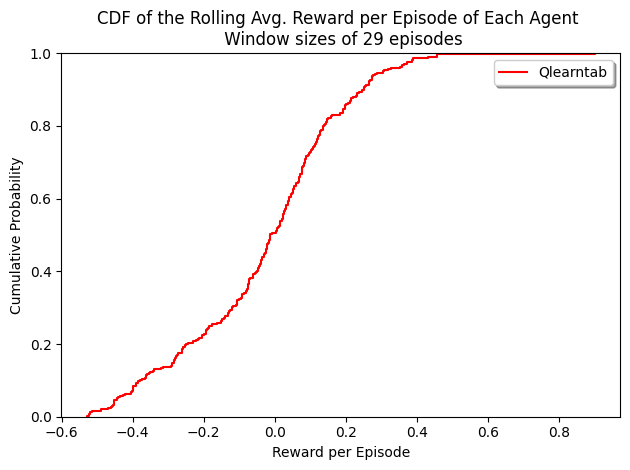 CDF of the Rolling Avg. Reward per Episode of Each Agent
Window sizes of 29 episodes
Qlearntab
1.0
0.8
0.6
0.4
0.2
0.0
Cumulative Probability
−0.6
−0.4
−0.2
0.0
0.2
0.4
0.6
0.8
Reward per Episode